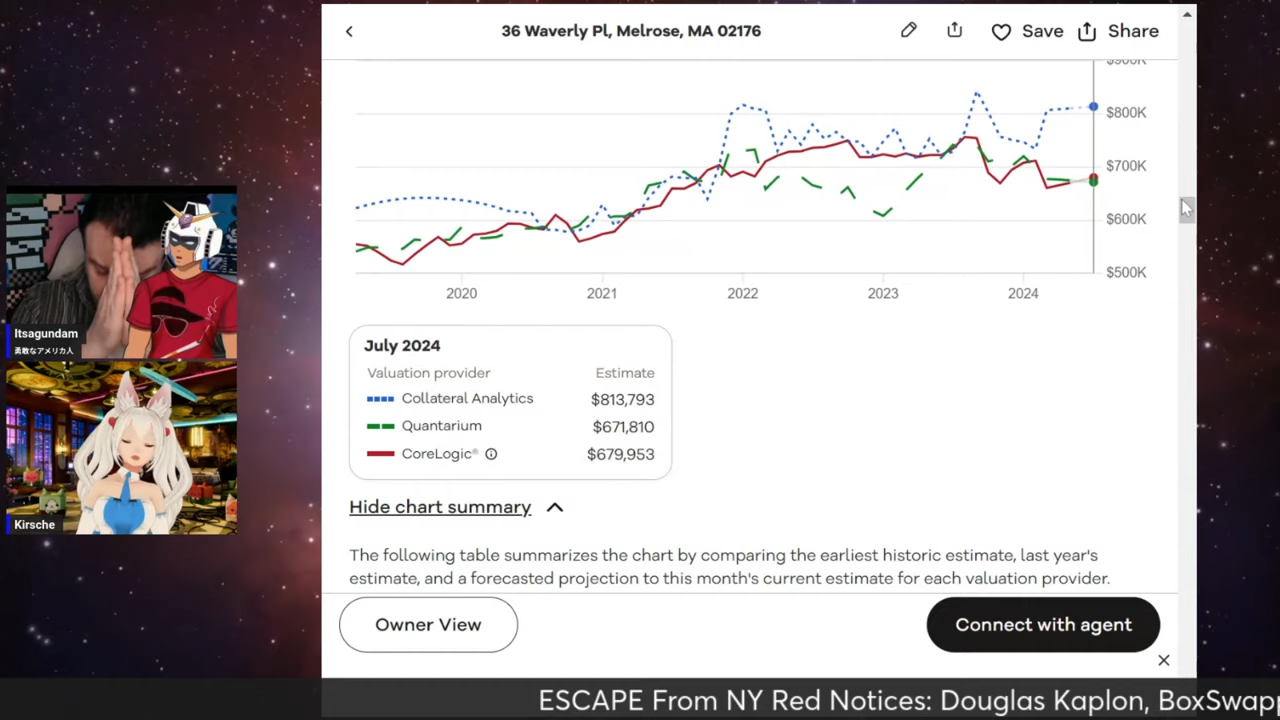 36 Waverly Pl, Melrose, MA 02176
Save
Share
$900K
$800K
$700K
$600K
$500K
2020 2021 2022 2023 2024
July 2024
Valuation provider Estimate
Collateral Analytics $813,793
Quantarium $671,810
CoreLogic® $679,953
Hide chart summary
The following table summarizes the chart by comparing the earliest historic estimate, last year's
estimate, and a forecasted projection to this month's current estimate for each valuation provider.
Owner View
Connect with agent
Itsagundam
勇敢なアメリカ人
Kirsche
ESCAPE From NY Red Notices: Douglas Kaplon, BoxSwapp